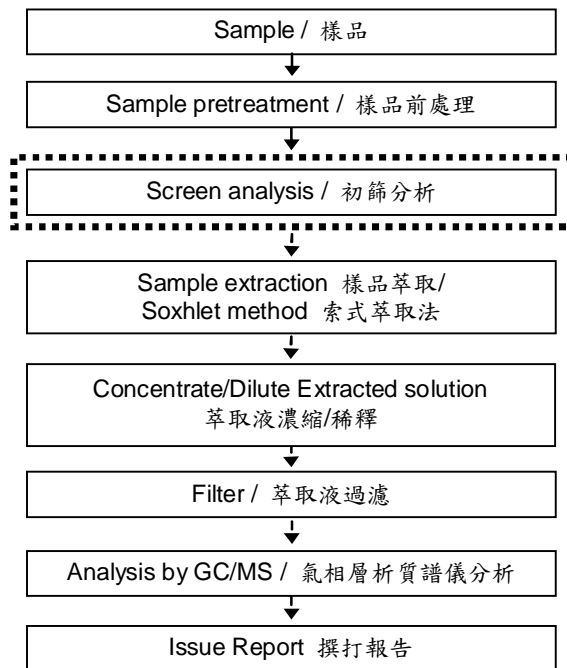 Sample / 樣品
Sample pretreatment / 樣品前處理
Screen analysis / 初篩分析
Sample extraction 樣品萃取/
Soxhlet method 索式萃取法
Concentrate/Dilute Extracted solution
萃取液濃縮/稀釋
Filter / 萃取液過濾
Analysis by GC/MS / 氣相層析質譜儀分析
Issue Report 撰打報告